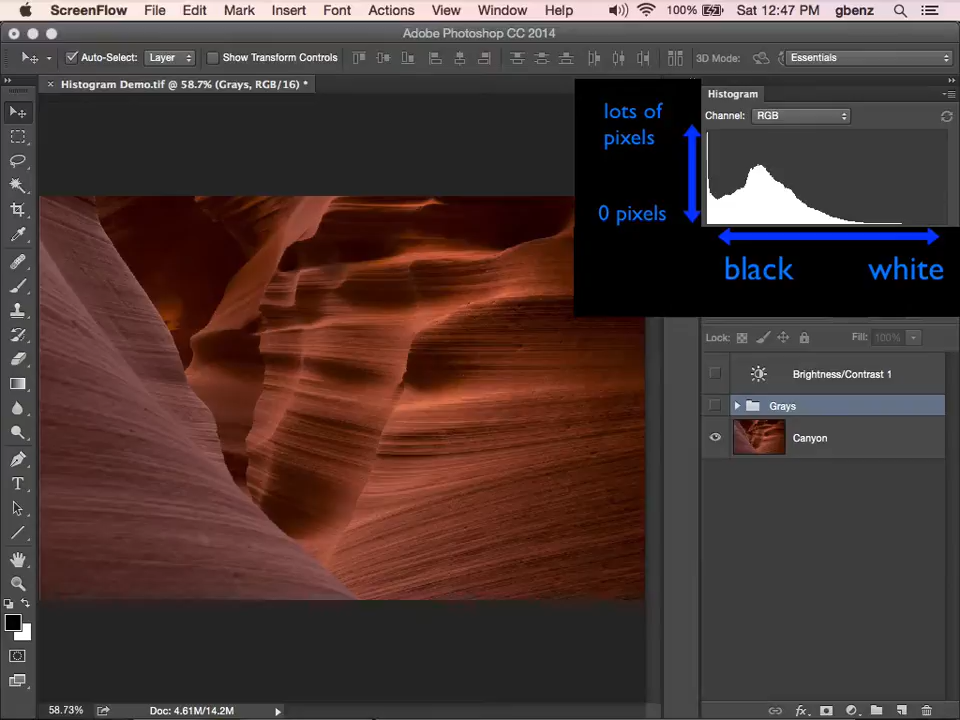 ScreenFlow File Edit Mark Insert Font Actions View Window Help 100% Sat 12:47 PM gbenz
Adobe Photoshop CC 2014
Auto-Select: Layer Show Transform Controls 3D Mode: Essentials
× Histogram Demo.tif @ 58.7% (Grays, RGB/16) *
Histogram
Channel: RGB
lots of
pixels
0 pixels
black white
Lock: Fill: 100%
Brightness/Contrast 1
Grays
Canyon
T
58.73% Doc: 4.61M/14.2M
fx